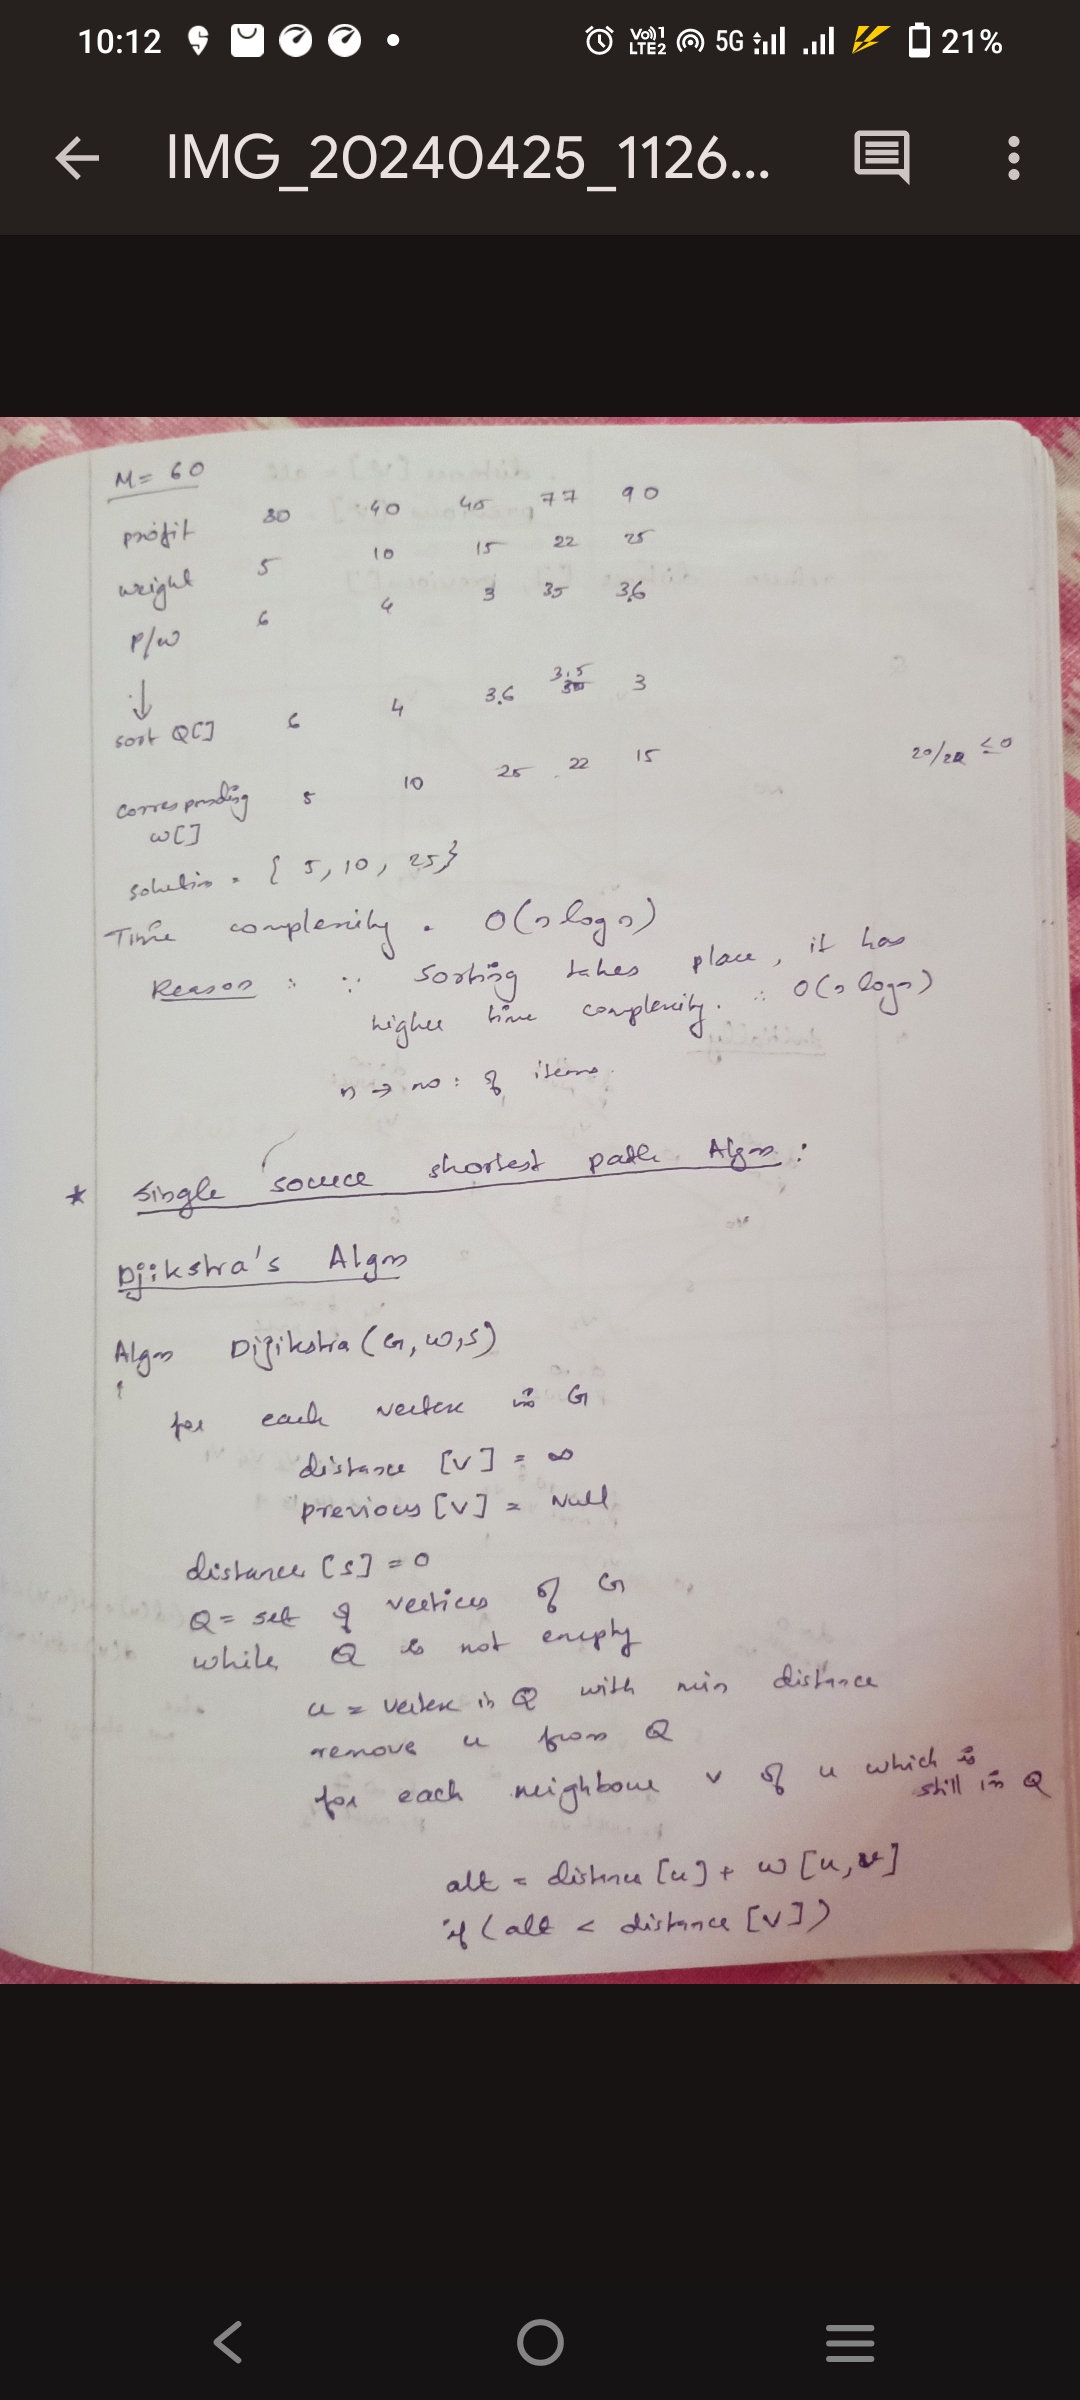 10:12 5G 21%
IMG_20240425_1126...
M = 60
profit 30 40 45 77 90
weight 5 10 15 22 25
P/w 6 4 3 35 3.6
↓
sort Q[] 6 4 3.6 3.5 3
20/22 ≤ 0
corresponding 5 10 25 22 15
w[]
solution = { 5, 10, 25}
Time complexity = O(n log n)
Reason : ∵ sorting takes place, it has
higher time complexity. ∴ O(n log n)
n → no: of items.
* Single source shortest path Algm :
Djikstra's Algm
Algm Dijikstra (G, w, s)
for each vertex in G
distance [v] = ∞
previous [v] = Null
distance [s] = 0
Q = set of vertices of G
while Q is not empty
u = vertex in Q with min distance
remove u from Q
for each neighbour v of u which is
still in Q
alt = distnce [u] + w [u, v]
if (alt < distance [v])